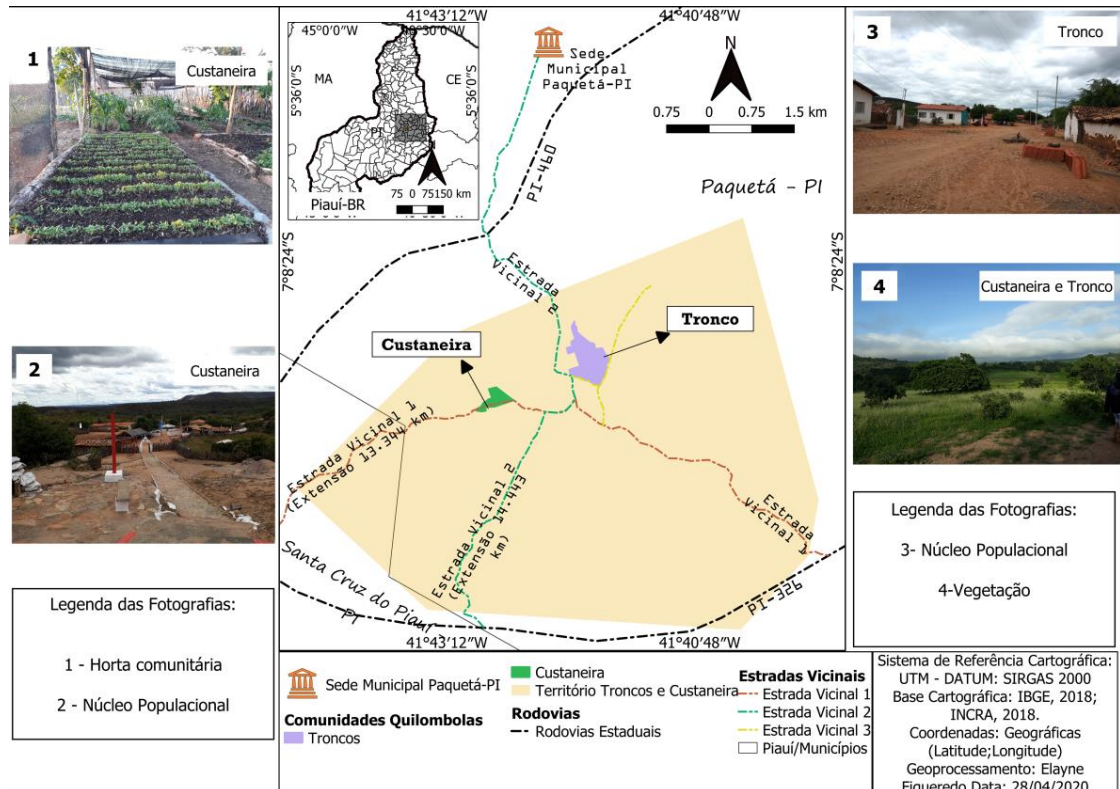 1
Custaneira
2
Custaneira
Legenda das Fotografias:
1 - Horta comunitária
2 - Núcleo Populacional
41°43'12"W
41°40'48"W
45°0'0"W
5°36'0"S
5°36'0"S
MA
CE
PI
Piauí-BR
75 0 75150 km
Sede
Municipal
Paquetá-PI
N
0.75 0 0.75 1.5 km
PI-460
Paquetá - PI
7°8'24"S
7°8'24"S
Estrada
Vicinal 2
Tronco
Custaneira
Estrada Vicinal 1
(Extensão 13.344 km)
Estrada Vicinal 2
(Extensão 14.443
km)
Estrada
Vicinal 1
Santa Cruz do Piauí -
PI
PI-326
41°43'12"W
41°40'48"W
3
Tronco
4
Custaneira e Tronco
Legenda das Fotografias:
3- Núcleo Populacional
4-Vegetação
Sede Municipal Paquetá-PI
Comunidades Quilombolas
Troncos
Custaneira
Território Troncos e Custaneira
Rodovias
Rodovias Estaduais
Estradas Vicinais
Estrada Vicinal 1
Estrada Vicinal 2
Estrada Vicinal 3
Piauí/Municípios
Sistema de Referência Cartográfica:
UTM - DATUM: SIRGAS 2000
Base Cartográfica: IBGE, 2018;
INCRA, 2018.
Coordenadas: Geográficas
(Latitude;Longitude)
Geoprocessamento: Elayne
Figueredo Data: 28/04/2020